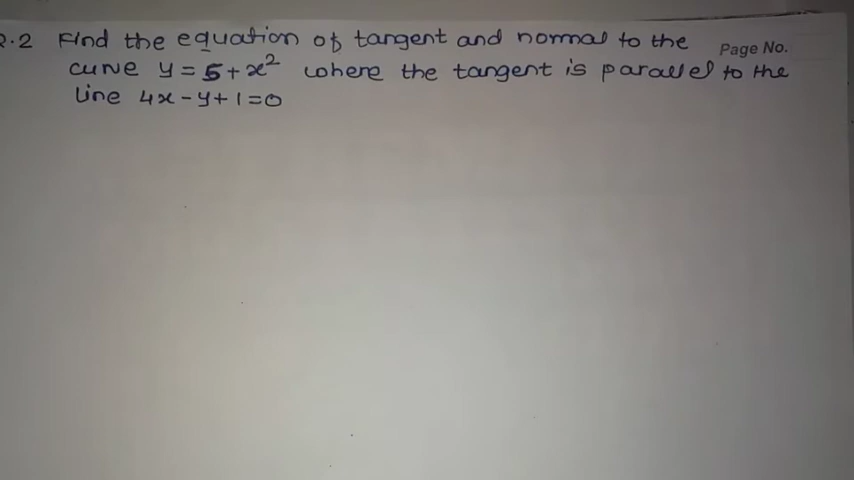 2.2 Find the equation of tangent and normal to the
Page No.
curve y = 5 + x² where the tangent is parallel to the
line 4x - y + 1 = 0